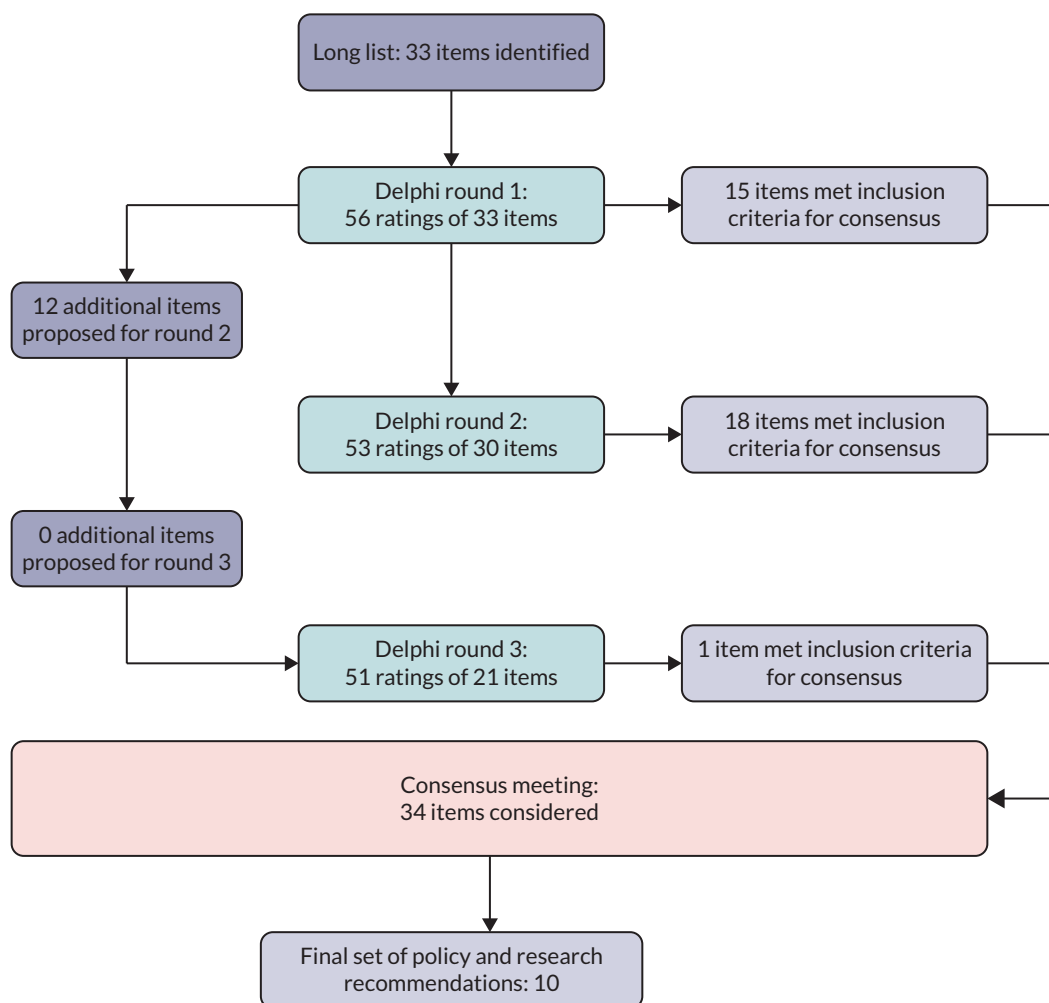 Long list: 33 items identified
Delphi round 1:
56 ratings of 33 items
15 items met inclusion
criteria for consensus
12 additional items
proposed for round 2
Delphi round 2:
53 ratings of 30 items
18 items met inclusion
criteria for consensus
0 additional items
proposed for round 3
Delphi round 3:
51 ratings of 21 items
1 item met inclusion criteria
for consensus
Consensus meeting:
34 items considered
Final set of policy and research
recommendations: 10